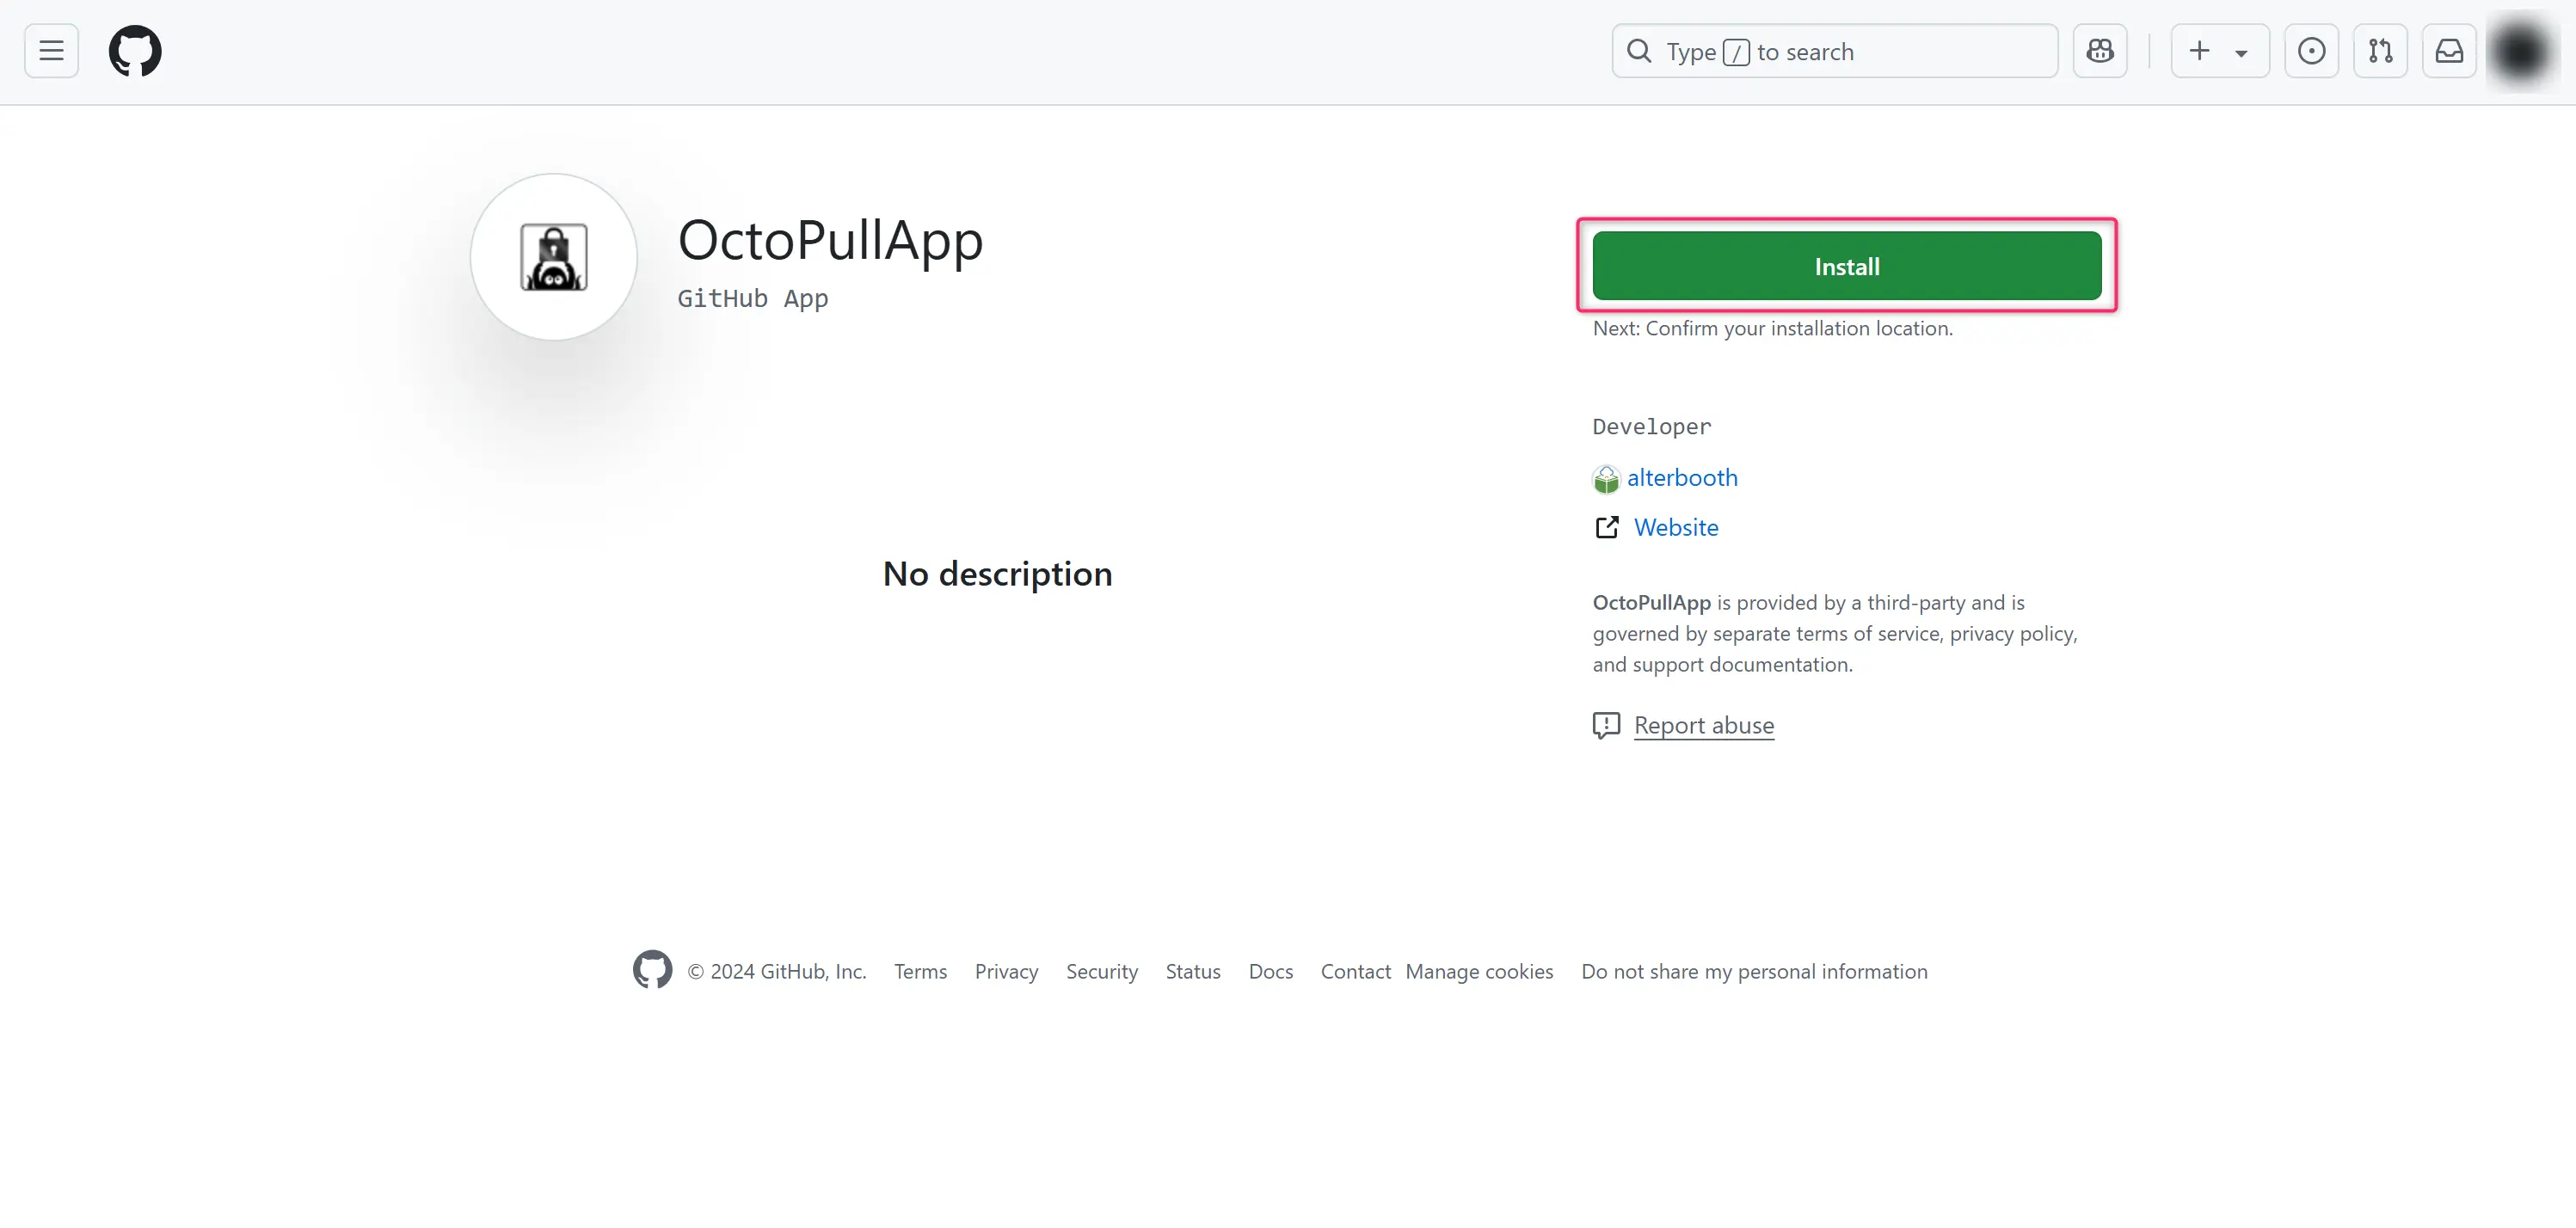 Type / to search
OctoPullApp
GitHub App
Install
Next: Confirm your installation location.
Developer
alterbooth
Website
No description
OctoPullApp is provided by a third-party and is
governed by separate terms of service, privacy policy,
and support documentation.
Report abuse
© 2024 GitHub, Inc. Terms Privacy Security Status Docs Contact Manage cookies Do not share my personal information